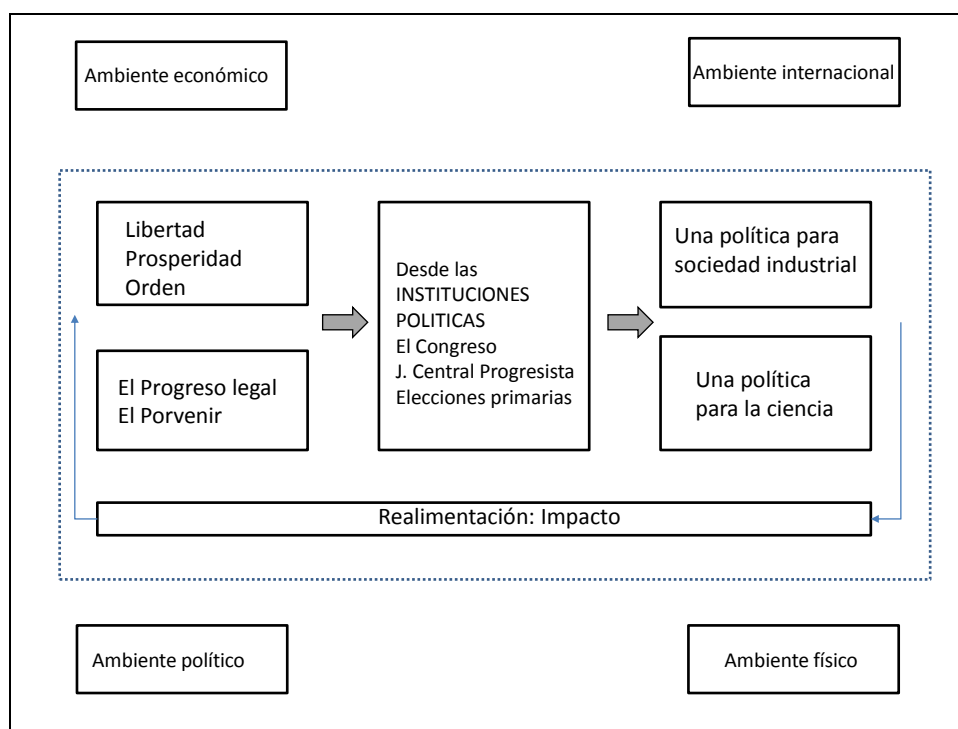 Ambiente económico
Ambiente internacional
Libertad
Prosperidad
Orden
El Progreso legal
El Porvenir
Desde las
INSTITUCIONES
POLITICAS
El Congreso
J. Central Progresista
Elecciones primarias
Una política para
sociedad industrial
Una política
para la ciencia
Realimentación: Impacto
Ambiente político
Ambiente físico